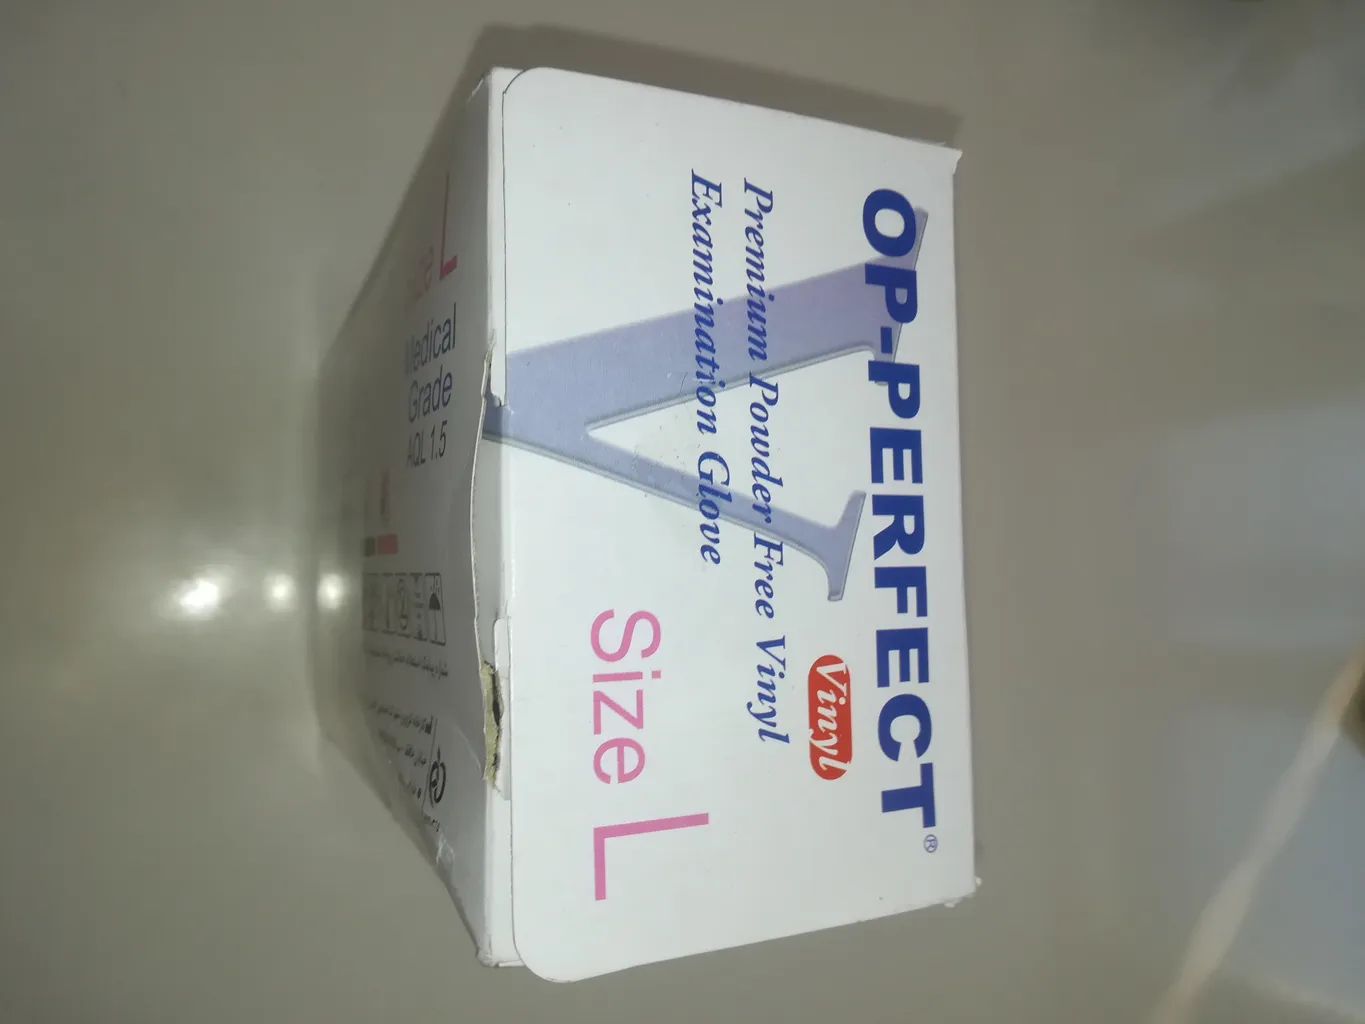 OP-PERFECT®
Vinyl
Premium Powder Free Vinyl
Examination Glove
Size L
Size L
Medical
Grade
AQL 1.5